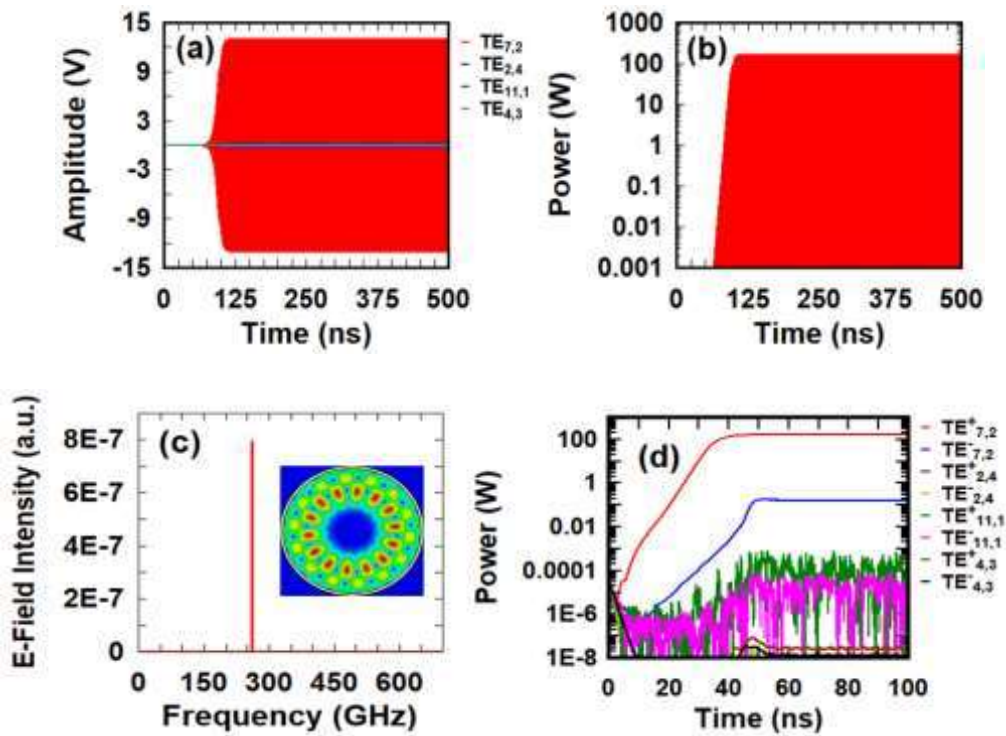 (a)
Amplitude (V)
15
9
3
-3
-9
-15
0 125 250 375 500
Time (ns)
TE7,2
TE2,4
TE11,1
TE4,3
(b)
Power (W)
1000
100
10
1
0.1
0.01
0.001
0 125 250 375 500
Time (ns)
(c)
E-Field Intensity (a.u.)
8E-7
6E-7
4E-7
2E-7
0
0 150 300 450 600
Frequency (GHz)
(d)
Power (W)
100
1
0.01
0.0001
1E-6
1E-8
0 20 40 60 80 100
Time (ns)
TE+7,2
TE-7,2
TE+2,4
TE-2,4
TE+11,1
TE-11,1
TE+4,3
TE-4,3